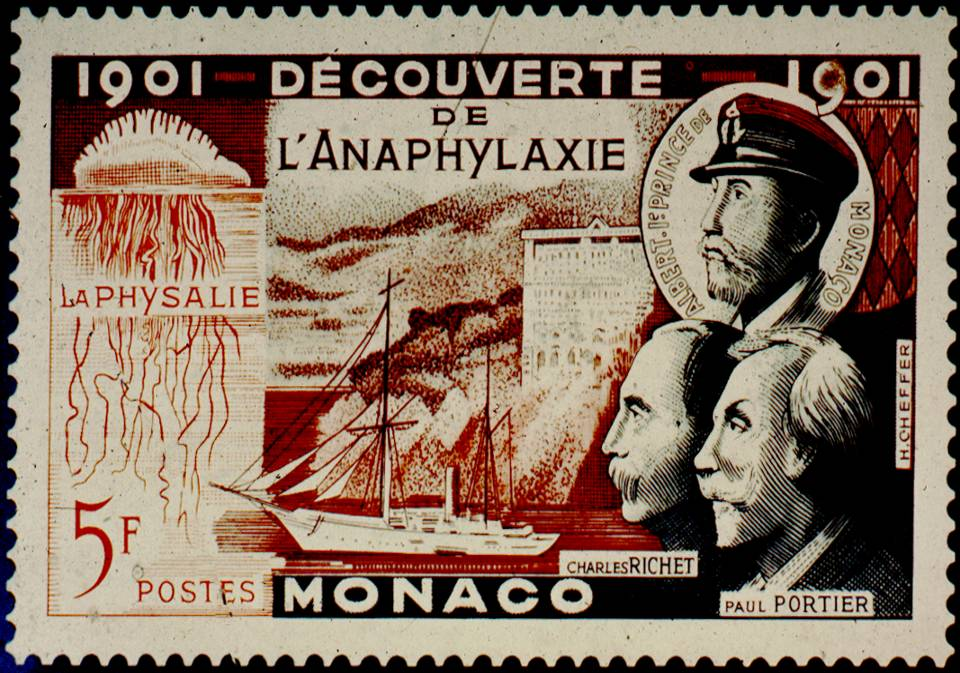 1901 DÉCOUVERTE 1901
DE
L'ANAPHYLAXIE
ALBERT·Iᵉʳ PRINCE DE MONACO
LA PHYSALIE
H.CHEFFER
5F
POSTES
MONACO
CHARLES RICHET
PAUL PORTIER